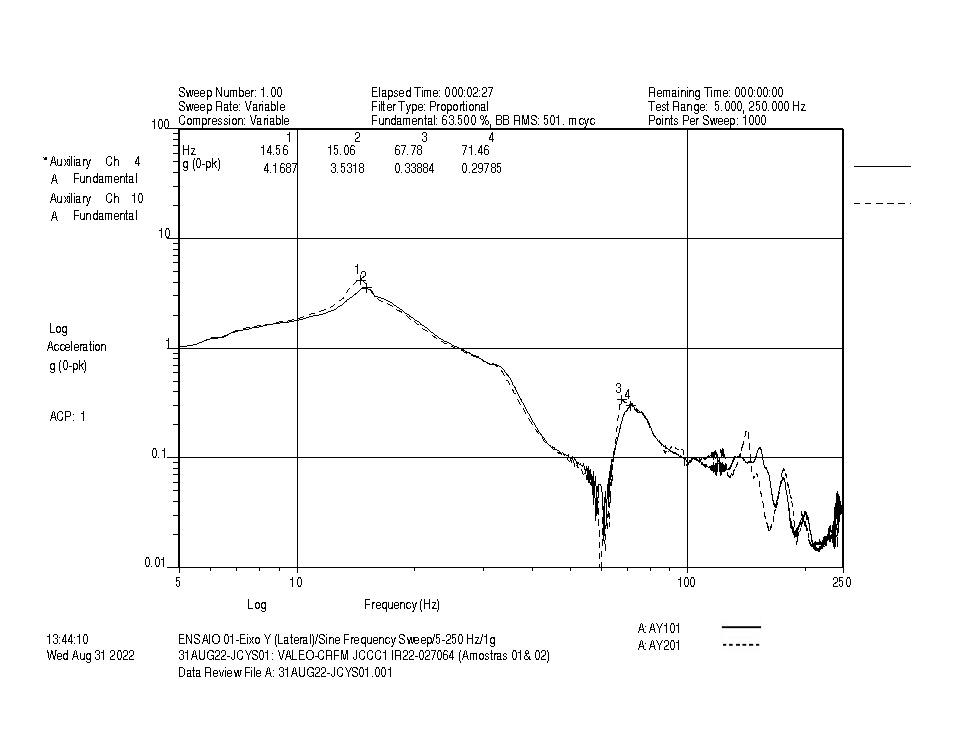 Sweep Number: 1.00 Elapsed Time: 000:02:27 Remaining Time: 000:00:00
Sweep Rate: Variable Filter Type: Proportional Test Range: 5.000, 250.000 Hz
Compression: Variable Fundamental: 63.500 %, BB RMS: 501. mcyc Points Per Sweep: 1000
100
1 2 3 4
Hz 14.56 15.06 67.78 71.46
g (0-pk) 4.1687 3.5318 0.33884 0.29785
*Auxiliary Ch 4
A Fundamental
Auxiliary Ch 10
A Fundamental
10
1 2
Log
Acceleration
g (0-pk)
1
3 4
ACP: 1
0.1
0.01
5 10 100 250
Log Frequency (Hz)
13:44:10
Wed Aug 31 2022
ENSAIO 01-Eixo Y (Lateral)/Sine Frequency Sweep/5-250 Hz/1g
31AUG22-JCYS01: VALEO-CRFM JCCC1 IR22-027064 (Amostras 01& 02)
Data Review File A: 31AUG22-JCYS01.001
A: AY101
A: AY201